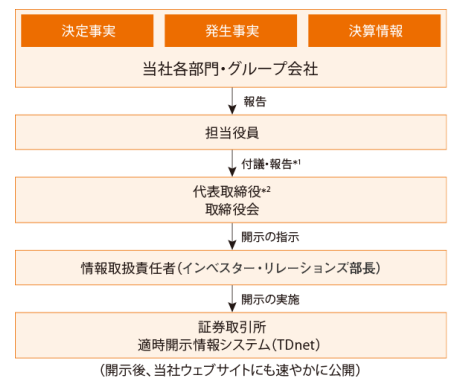 決定事実
発生事実
決算情報
当社各部門・グループ会社
報告
担当役員
付議・報告*1
代表取締役*2
取締役会
開示の指示
情報取扱責任者(インベスター・リレーションズ部長)
開示の実施
証券取引所
適時開示情報システム(TDnet)
(開示後、当社ウェブサイトにも速やかに公開)